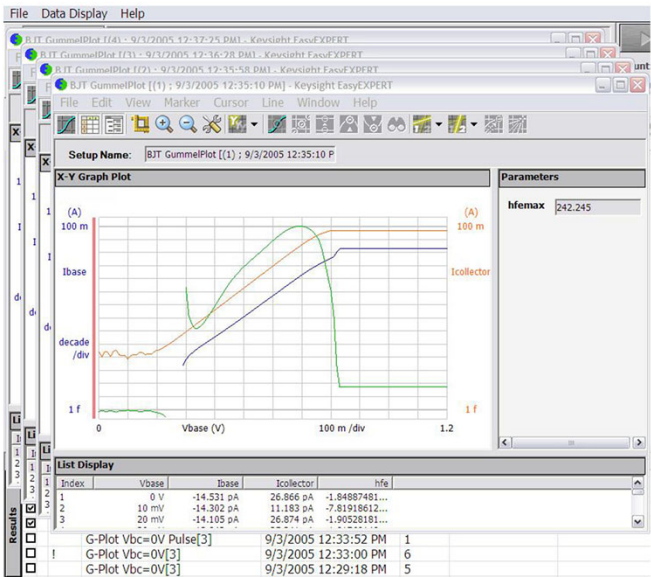 File Data Display Help
BJT GummelPlot [(4) ; 9/3/2005 12:37:25 PM] - Keysight EasyEXPERT
BJT GummelPlot [(3) ; 9/3/2005 12:36:28 PM] - Keysight EasyEXPERT
BJT GummelPlot [(2) ; 9/3/2005 12:35:58 PM] - Keysight EasyEXPERT
BJT GummelPlot [(1) ; 9/3/2005 12:35:10 PM] - Keysight EasyEXPERT
File Edit View Marker Cursor Line Window Help
Setup Name: BJT GummelPlot [(1) ; 9/3/2005 12:35:10 P
X-Y Graph Plot
Parameters
hfemax 242.245
(A) (A)
100 m 100 m
Ibase Icollector
decade
/div
1 f 1 f
0 Vbase (V) 100 m /div 1.2
List Display
Index Vbase Ibase Icollector hfe
1 0 V -14.531 pA 26.866 pA -1.84887481...
2 10 mV -14.302 pA 11.183 pA -7.81918612...
3 20 mV -14.105 pA 26.874 pA -1.90528181...
Results
G-Plot Vbc=0V Pulse[3] 9/3/2005 12:33:52 PM 1
! G-Plot Vbc=0V[3] 9/3/2005 12:33:00 PM 6
G-Plot Vbc=0V[3] 9/3/2005 12:29:18 PM 5